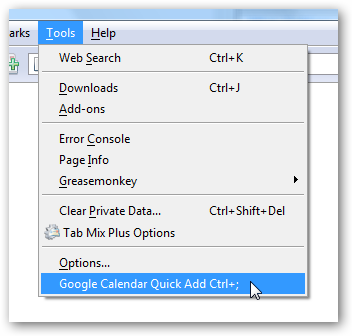 arks Tools Help
Web Search Ctrl+K
Downloads Ctrl+J
Add-ons
Error Console
Page Info
Greasemonkey
Clear Private Data... Ctrl+Shift+Del
Tab Mix Plus Options
Options...
Google Calendar Quick Add Ctrl+;